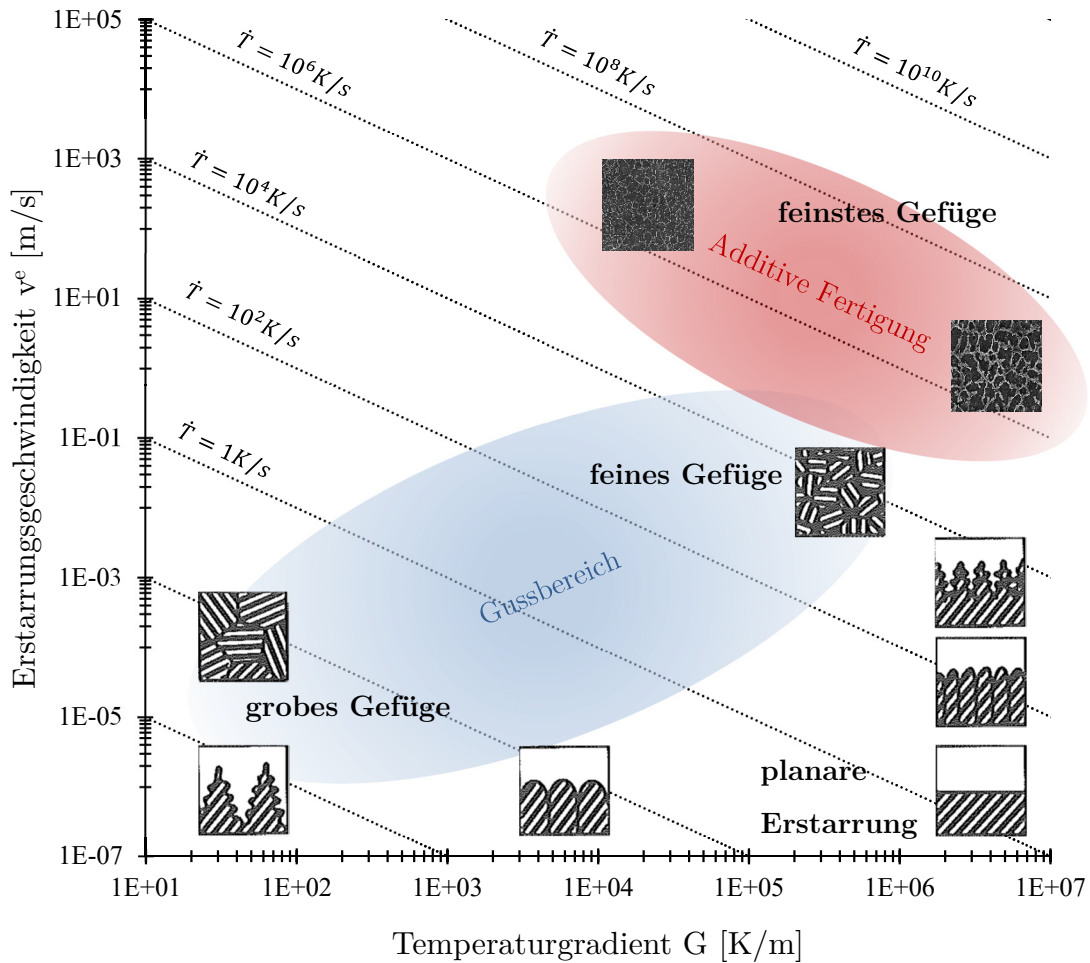 1E+05
1E+03
1E+01
1E-01
1E-03
1E-05
1E-07
Erstarrungsgeschwindigkeit vᵉ [m/s]
Ṫ = 10⁶K/s
Ṫ = 10⁸K/s
Ṫ = 10¹⁰K/s
Ṫ = 10⁴K/s
Ṫ = 10²K/s
Ṫ = 1K/s
feinstes Gefüge
Additive Fertigung
feines Gefüge
Gussbereich
grobes Gefüge
planare
Erstarrung
1E+01 1E+02 1E+03 1E+04 1E+05 1E+06 1E+07
Temperaturgradient G [K/m]